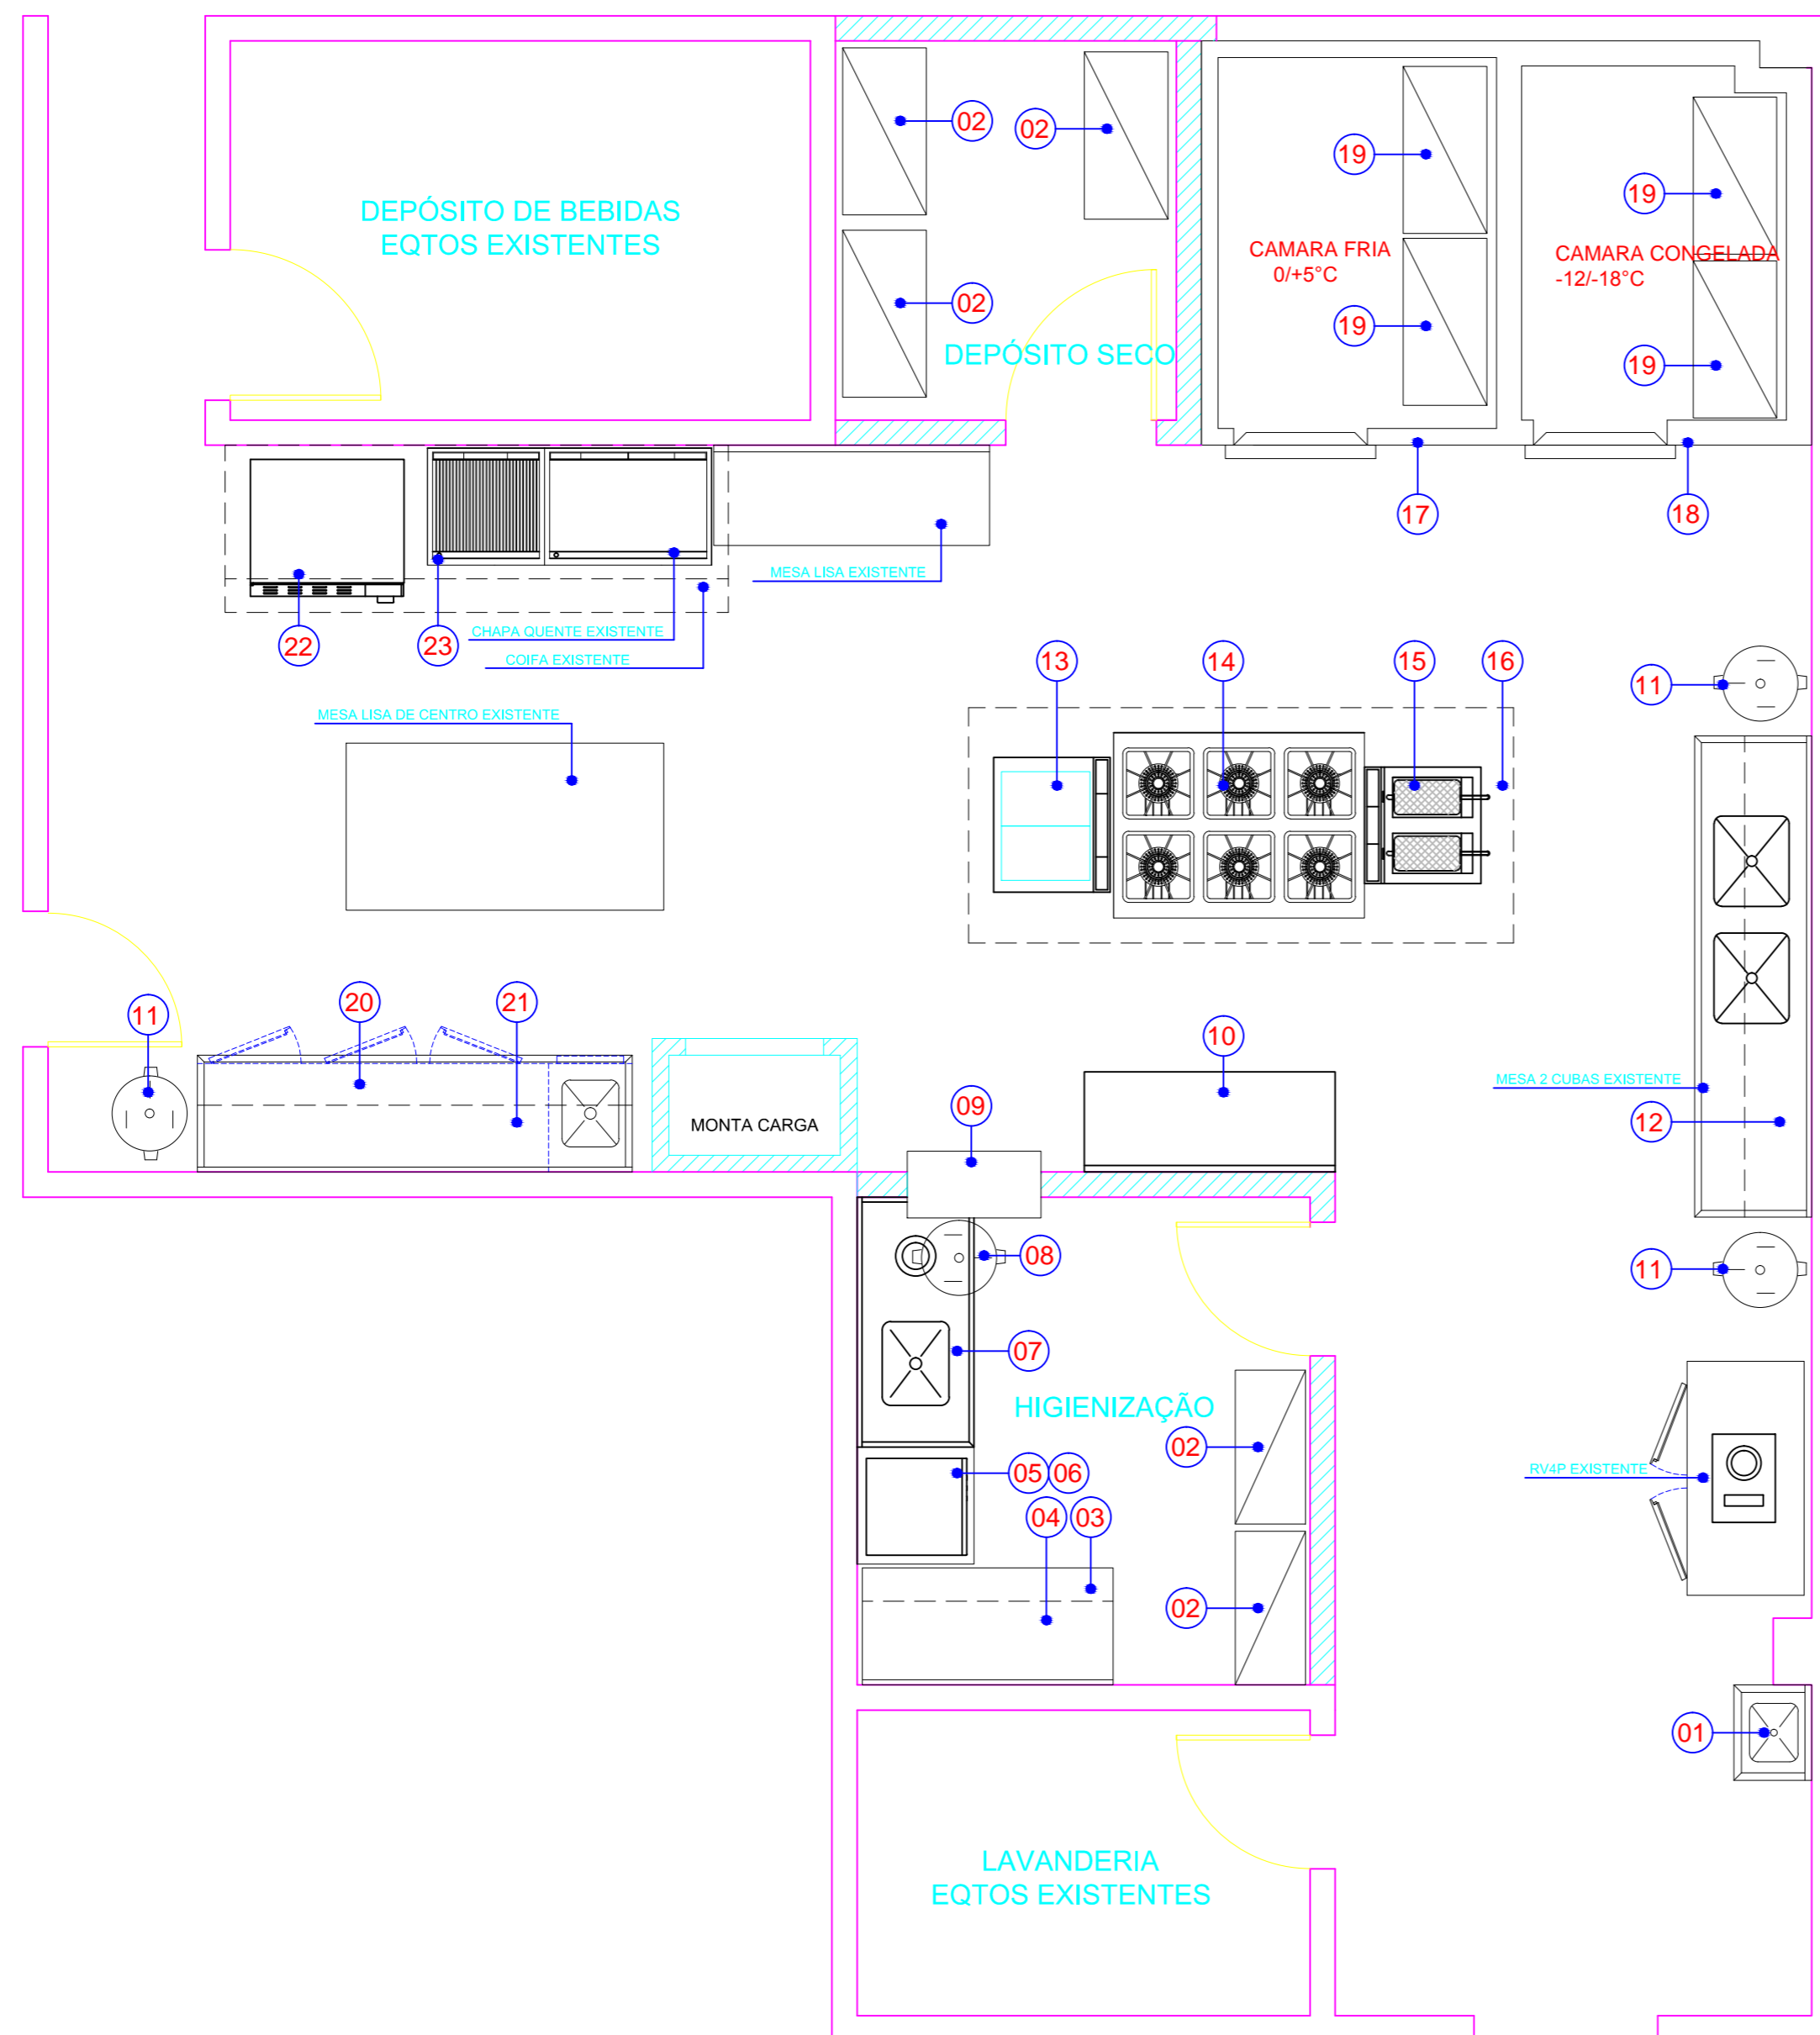 DEPÓSITO DE BEBIDAS
EQTOS EXISTENTES
02
02
02
DEPÓSITO SECO
19
19
CAMARA FRIA
0/+5°C
19
19
CAMARA CONGELADA
-12/-18°C
17
18
MESA LISA EXISTENTE
22
23
CHAPA QUENTE EXISTENTE
COIFA EXISTENTE
13
14
15
16
11
MESA LISA DE CENTRO EXISTENTE
11
20
21
10
MESA 2 CUBAS EXISTENTE
12
09
MONTA CARGA
08
11
07
HIGIENIZAÇÃO
02
05
06
RV4P EXISTENTE
04
03
02
01
LAVANDERIA
EQTOS EXISTENTES